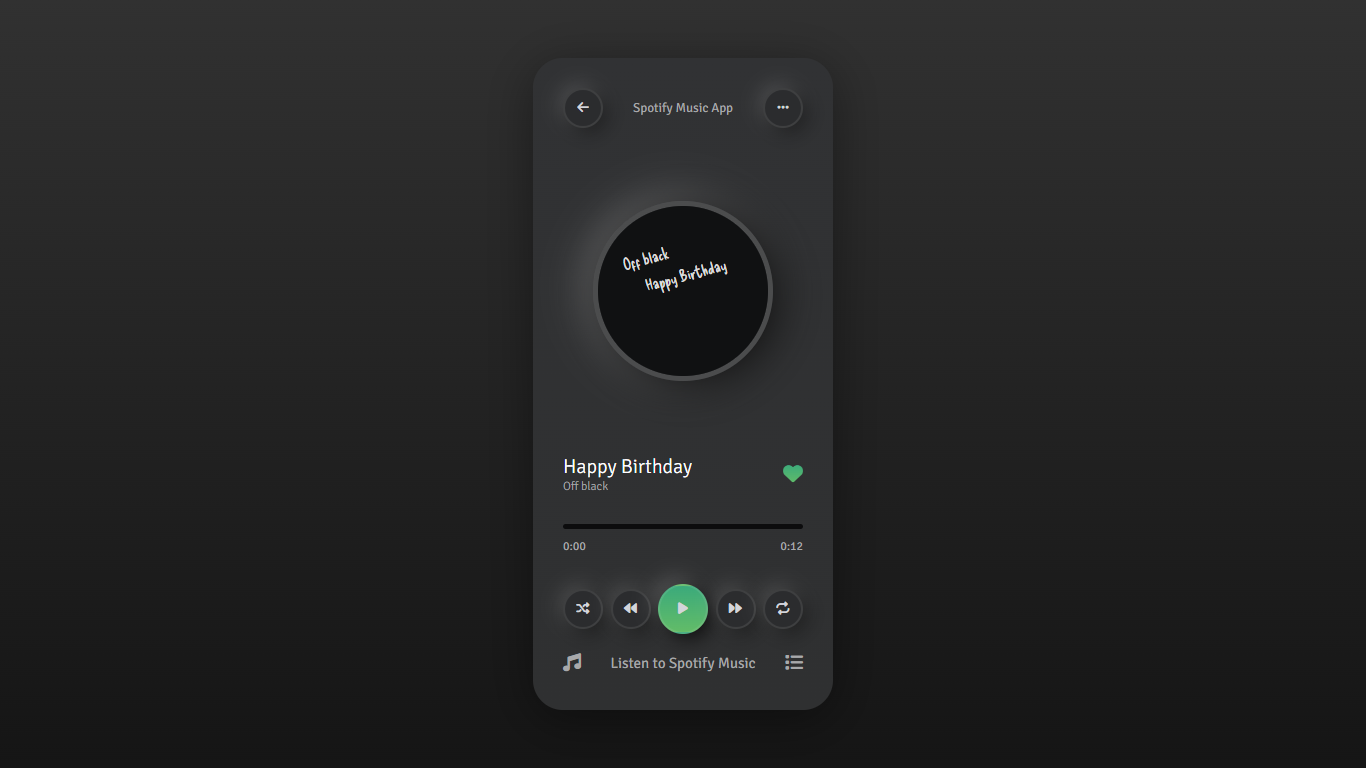 Spotify Music App
Off black
Happy Birthday
Happy Birthday
Off black
0:00 0:12
Listen to Spotify Music